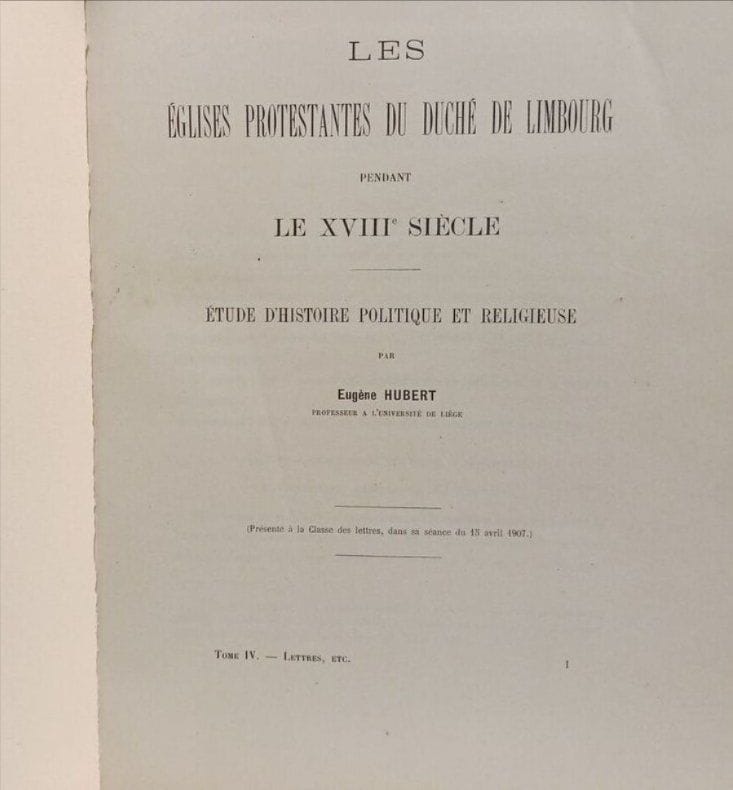 LES
ÉGLISES PROTESTANTES DU DUCHÉ DE LIMBOURG
PENDANT
LE XVIIIe SIÈCLE
ÉTUDE D'HISTOIRE POLITIQUE ET RELIGIEUSE
PAR
Eugène HUBERT
PROFESSEUR A L'UNIVERSITÉ DE LIÉGE
(Présenté à la Classe des lettres, dans sa séance du 15 avril 1907.)
TOME IV. — LETTRES, ETC.
1